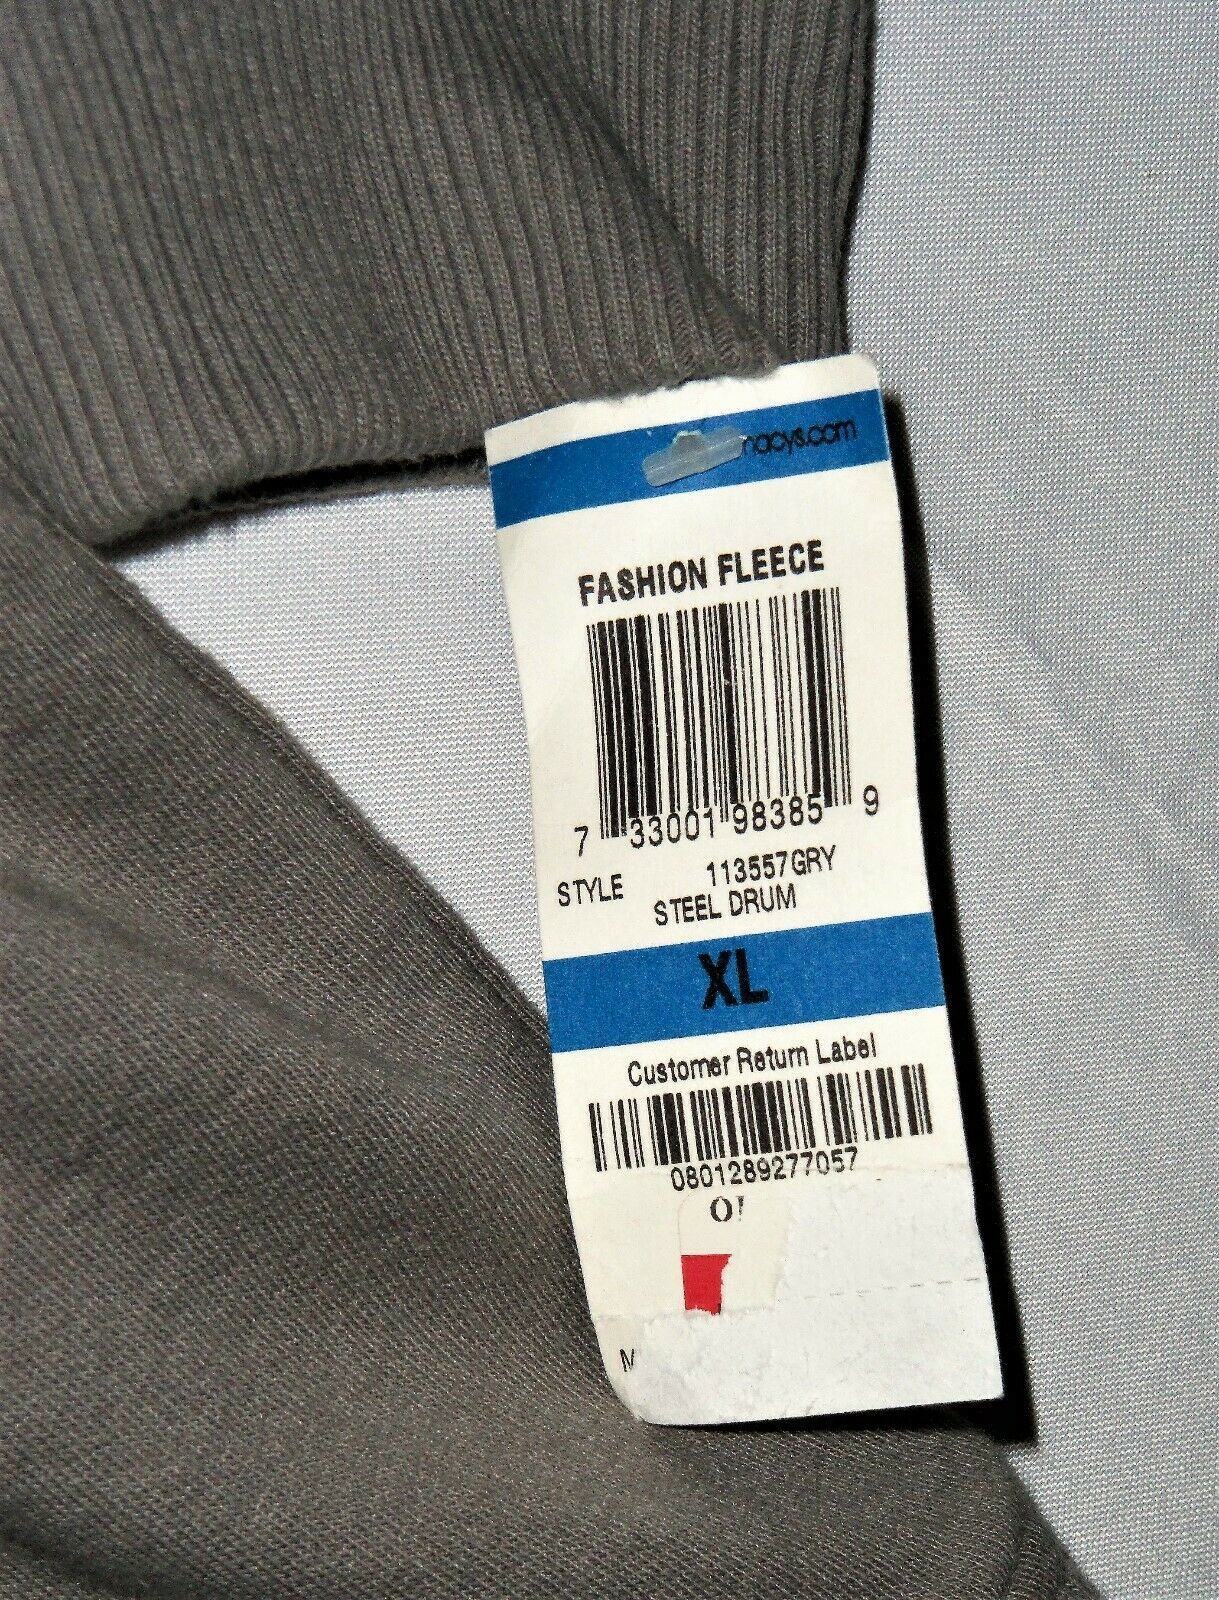 macys.com
FASHION FLEECE
7 33001 98385 9
STYLE 113557GRY
STEEL DRUM
XL
Customer Return Label
0801289277057